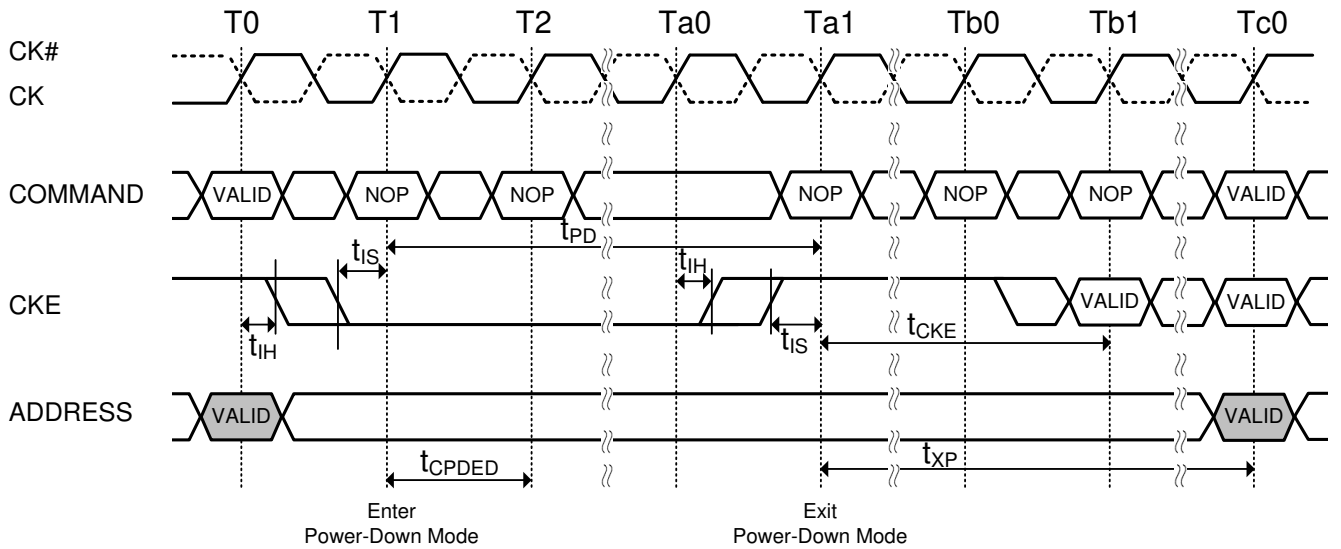 T0 T1 T2 Ta0 Ta1 Tb0 Tb1 Tc0
CK#
CK
COMMAND VALID NOP NOP NOP NOP NOP VALID
tPD
tIS tIH
CKE VALID VALID
tIH tIS tCKE
ADDRESS VALID VALID
tCPDED tXP
Enter
Power-Down Mode
Exit
Power-Down Mode